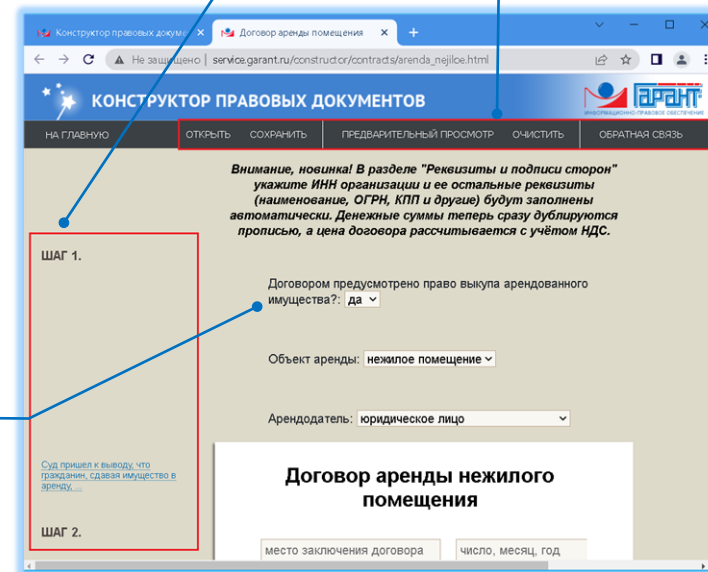 Конструктор правовых докуме
Договор аренды помещения
Не защищено | service.garant.ru/constructor/contracts/arenda_nejiloe.html
КОНСТРУКТОР ПРАВОВЫХ ДОКУМЕНТОВ
Гарант
ИНФОРМАЦИОННО-ПРАВОВОЕ ОБЕСПЕЧЕНИЕ
НА ГЛАВНУЮ ОТКРЫТЬ СОХРАНИТЬ ПРЕДВАРИТЕЛЬНЫЙ ПРОСМОТР ОЧИСТИТЬ ОБРАТНАЯ СВЯЗЬ
Внимание, новинка! В разделе "Реквизиты и подписи сторон"
укажите ИНН организации и ее остальные реквизиты
(наименование, ОГРН, КПП и другие) будут заполнены
автоматически. Денежные суммы теперь сразу дублируются
прописью, а цена договора рассчитывается с учётом НДС.
ШАГ 1.
Договором предусмотрено право выкупа арендованного
имущества?: да
Объект аренды: нежилое помещение
Арендодатель: юридическое лицо
Суд пришел к выводу, что
гражданин, сдавая имущество в
аренду, ...
Договор аренды нежилого
помещения
ШАГ 2.
место заключения договора число, месяц, год